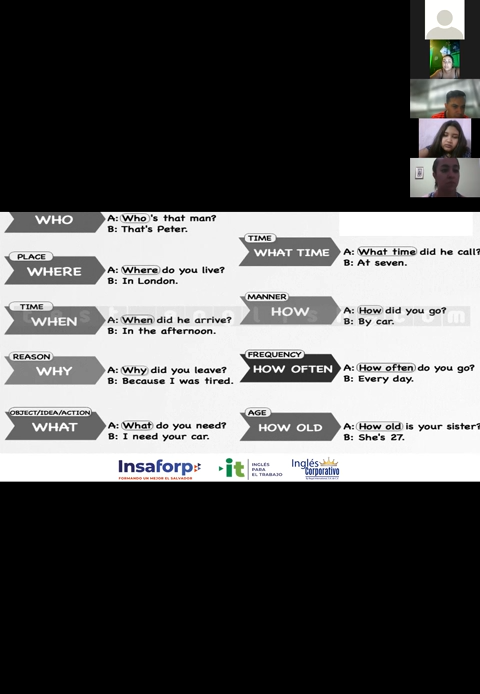 WHO
A: Who's that man?
B: That's Peter.
PLACE
WHERE
A: Where do you live?
B: In London.
TIME
WHEN
A: When did he arrive?
B: In the afternoon.
REASON
WHY
A: Why did you leave?
B: Because I was tired.
OBJECT/IDEA/ACTION
WHAT
A: What do you need?
B: I need your car.
TIME
WHAT TIME
A: What time did he call?
B: At seven.
MANNER
HOW
A: How did you go?
B: By car.
FREQUENCY
HOW OFTEN
A: How often do you go?
B: Every day.
AGE
HOW OLD
A: How old is your sister?
B: She's 27.
Insaforp
FORMANDO UN MEJOR EL SALVADOR
it
INGLÉS
PARA
EL TRABAJO
Inglés
Corporativo